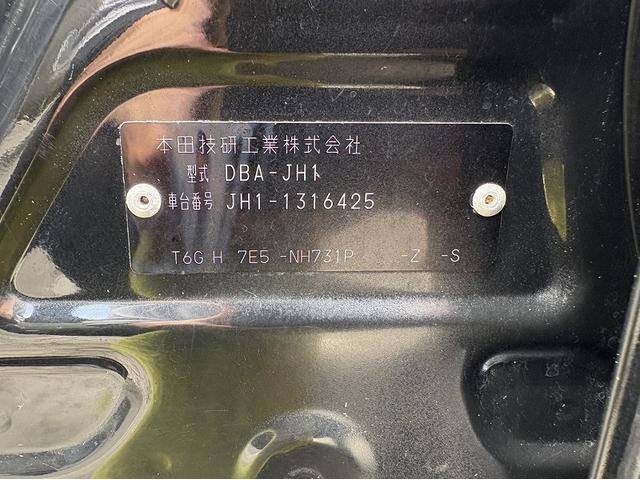 本田技研工業株式会社
型式 DBA-JH1
車台番号 JH1-1316425
T6G H 7E5 -NH731P -Z -S